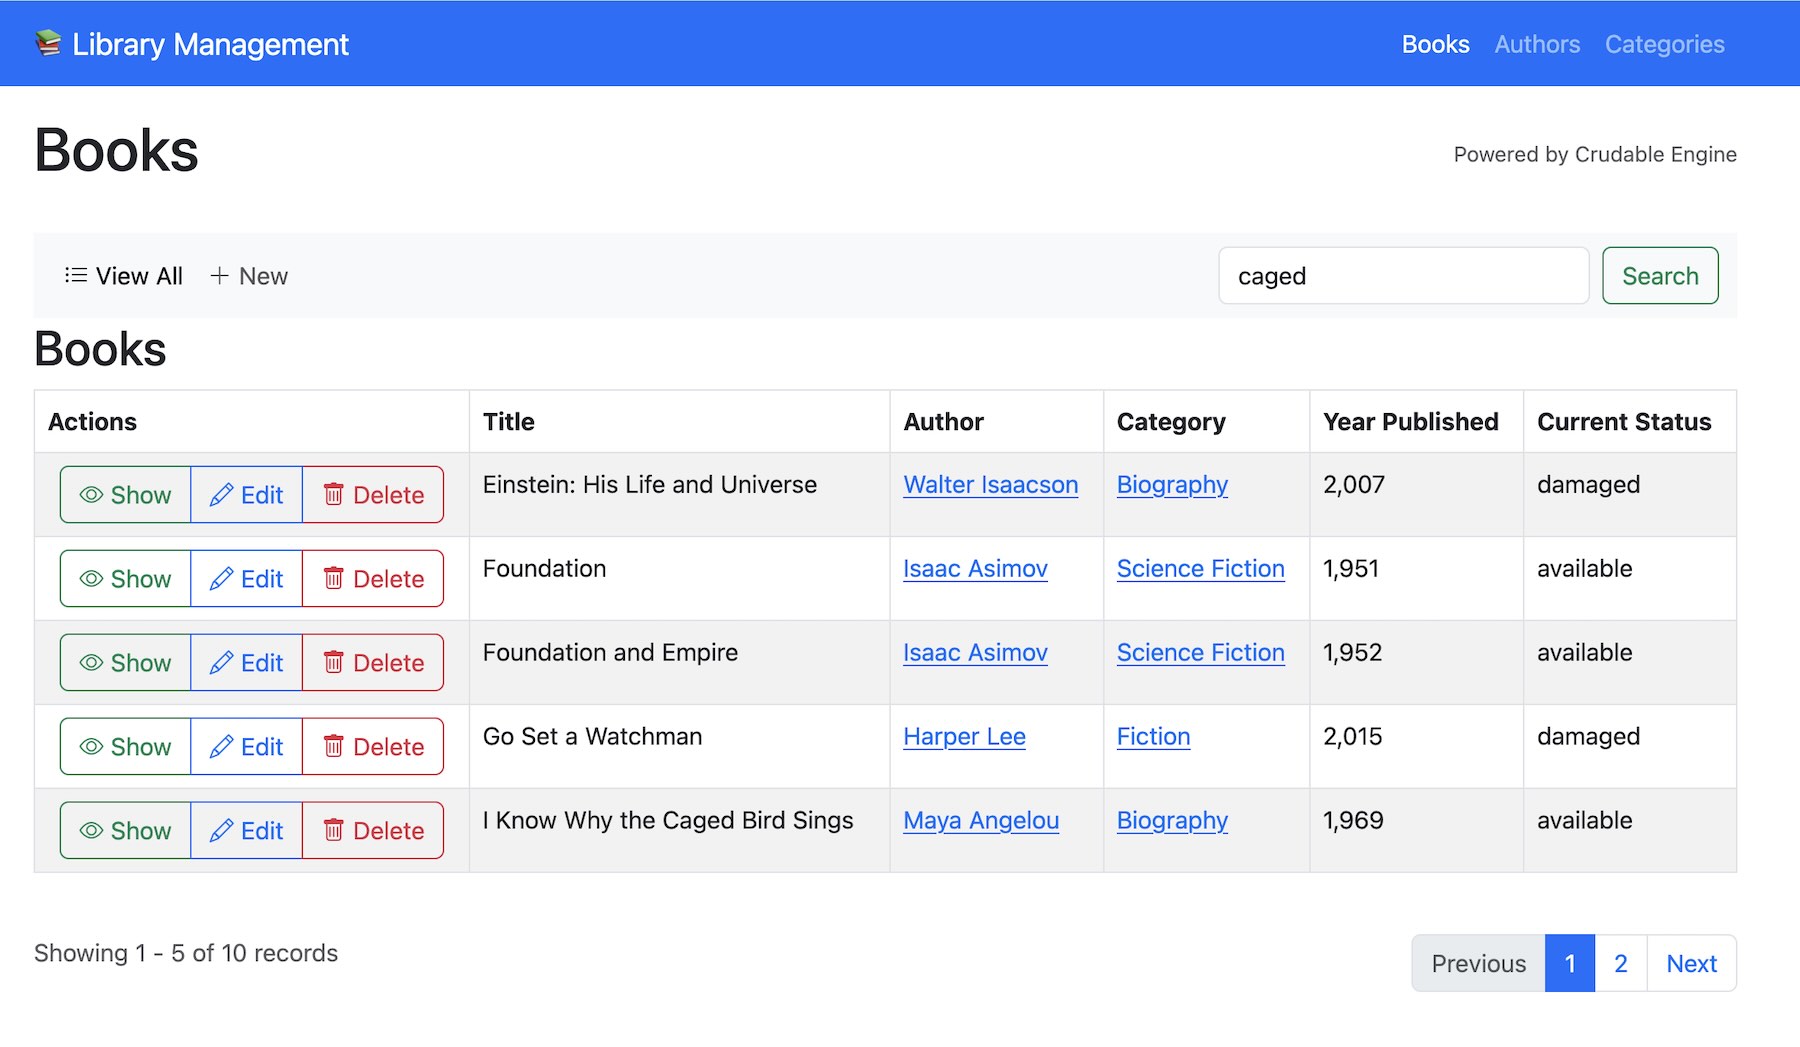 Library Management Books Authors Categories
Books
Powered by Crudable Engine
View All New caged Search
Books
Actions Title Author Category Year Published Current Status
Show Edit Delete Einstein: His Life and Universe Walter Isaacson Biography 2,007 damaged
Show Edit Delete Foundation Isaac Asimov Science Fiction 1,951 available
Show Edit Delete Foundation and Empire Isaac Asimov Science Fiction 1,952 available
Show Edit Delete Go Set a Watchman Harper Lee Fiction 2,015 damaged
Show Edit Delete I Know Why the Caged Bird Sings Maya Angelou Biography 1,969 available
Showing 1 - 5 of 10 records Previous 1 2 Next